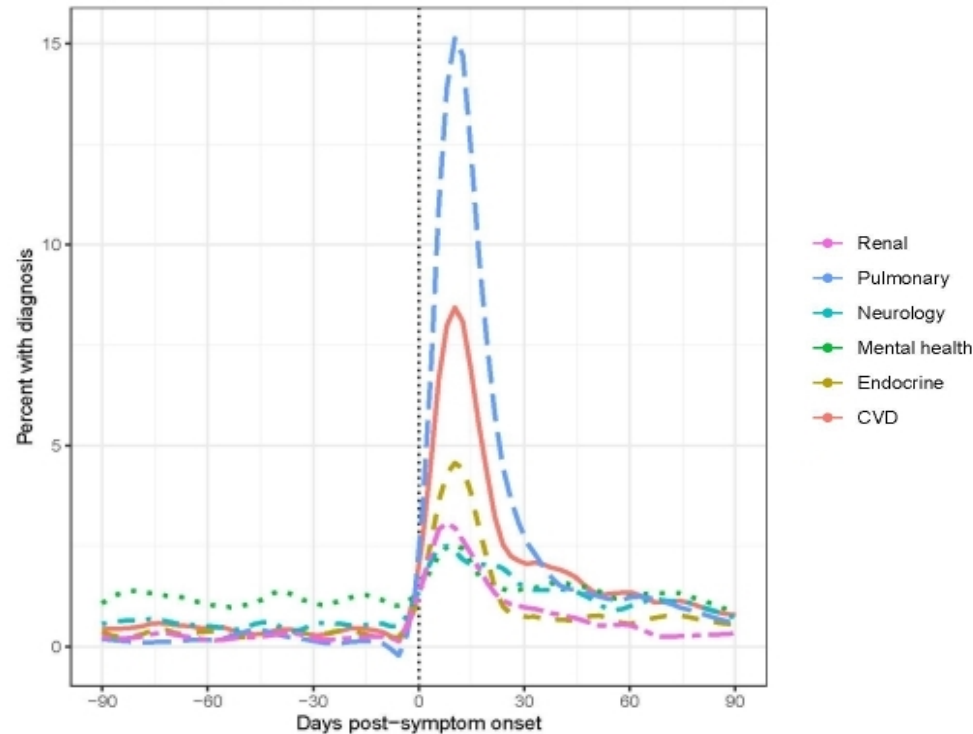 15
10
5
0
Percent with diagnosis
−90
−60
−30
0
30
60
90
Days post−symptom onset
Renal
Pulmonary
Neurology
Mental health
Endocrine
CVD